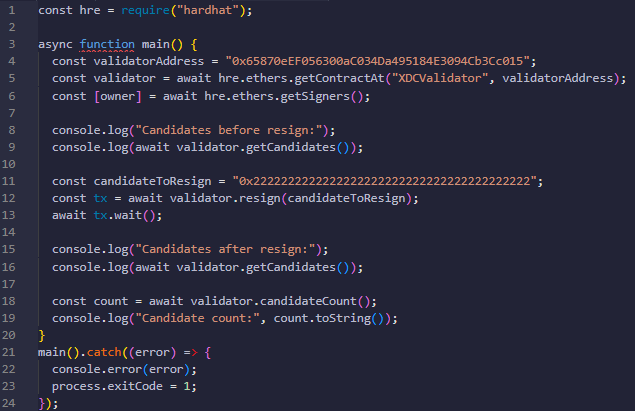 1 const hre = require("hardhat");
2
3 async function main() {
4 const validatorAddress = "0x65870eEF056300aC034Da495184E3094Cb3Cc015";
5 const validator = await hre.ethers.getContractAt("XDCValidator", validatorAddress);
6 const [owner] = await hre.ethers.getSigners();
7
8 console.log("Candidates before resign:");
9 console.log(await validator.getCandidates());
10
11 const candidateToResign = "0x2222222222222222222222222222222222222222";
12 const tx = await validator.resign(candidateToResign);
13 await tx.wait();
14
15 console.log("Candidates after resign:");
16 console.log(await validator.getCandidates());
17
18 const count = await validator.candidateCount();
19 console.log("Candidate count:", count.toString());
20 }
21 main().catch((error) => {
22 console.error(error);
23 process.exitCode = 1;
24 });